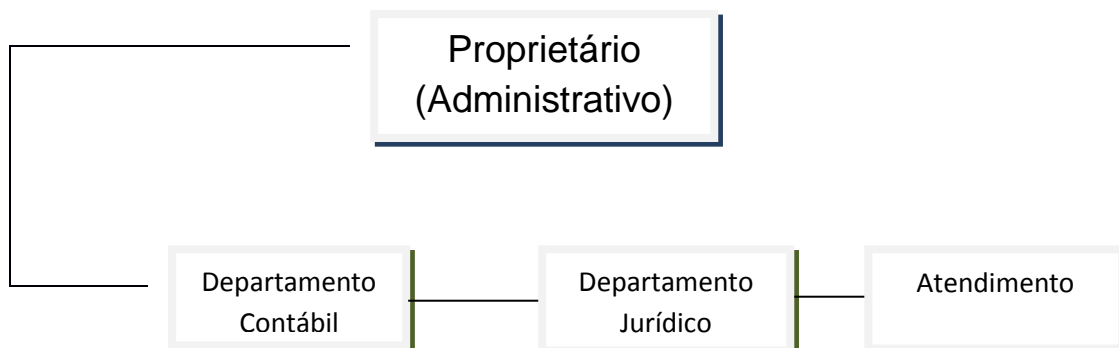 Proprietário
(Administrativo)
Departamento
Contábil
Departamento
Jurídico
Atendimento